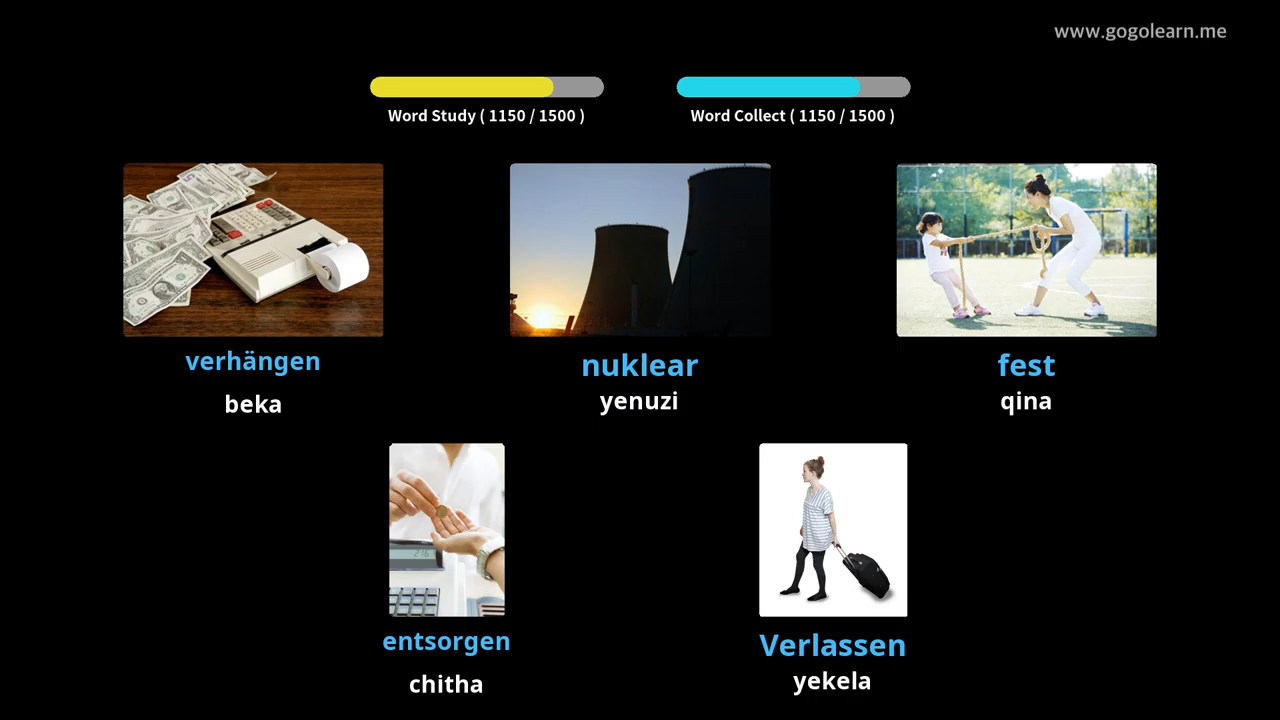 www.gogolearn.me
Word Study ( 1150 / 1500 )
Word Collect ( 1150 / 1500 )
verhängen
beka
nuklear
yenuzi
fest
qina
entsorgen
chitha
Verlassen
yekela